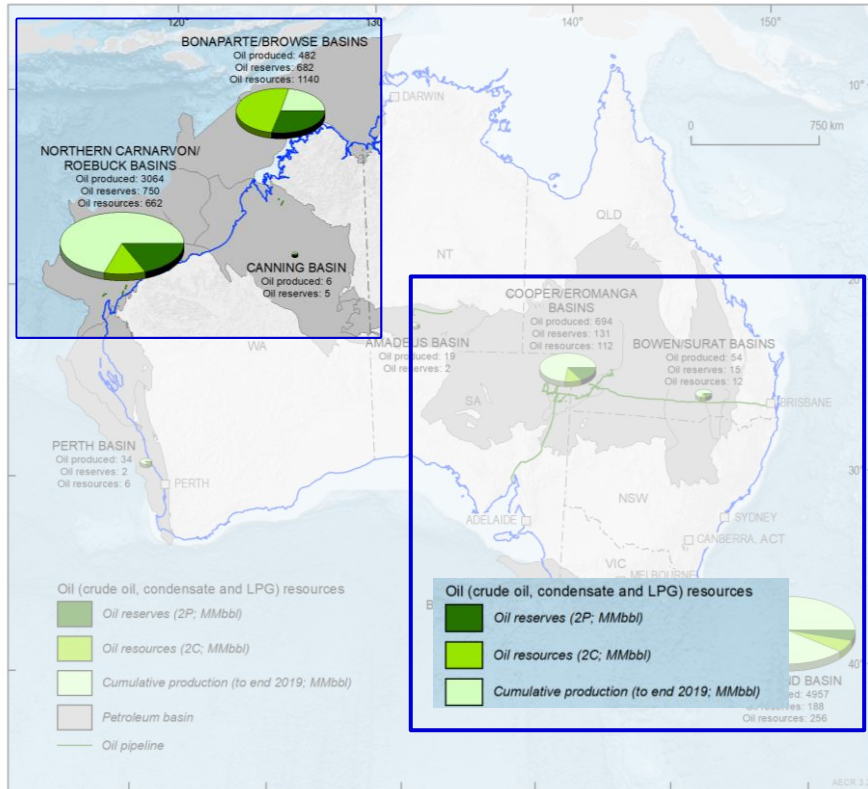 120°
130°
140°
150°
BONAPARTE/BROWSE BASINS
Oil produced: 482
Oil reserves: 682
Oil resources: 1140
DARWIN
10°
0
750 km
NORTHERN CARNARVON/
ROEBUCK BASINS
Oil produced: 3064
Oil reserves: 750
Oil resources: 662
QLD
NT
CANNING BASIN
Oil produced: 6
Oil reserves: 5
20°
COOPER/EROMANGA
BASINS
Oil produced: 694
Oil reserves: 131
Oil resources: 112
WA
AMADEUS BASIN
Oil produced: 19
Oil reserves: 2
BOWEN/SURAT BASINS
Oil produced: 54
Oil reserves: 15
Oil resources: 12
SA
BRISBANE
PERTH BASIN
Oil produced: 34
Oil reserves: 2
Oil resources: 6
PERTH
30°
NSW
ADELAIDE
SYDNEY
CANBERRA, ACT
VIC
MELBOURNE
Oil (crude oil, condensate and LPG) resources
Oil reserves (2P; MMbbl)
Oil resources (2C; MMbbl)
Cumulative production (to end 2019; MMbbl)
Petroleum basin
Oil pipeline
B
Oil (crude oil, condensate and LPG) resources
Oil reserves (2P; MMbbl)
Oil resources (2C; MMbbl)
Cumulative production (to end 2019; MMbbl)
40°
ND BASIN
d: 4957
es: 188
Oil resources: 256